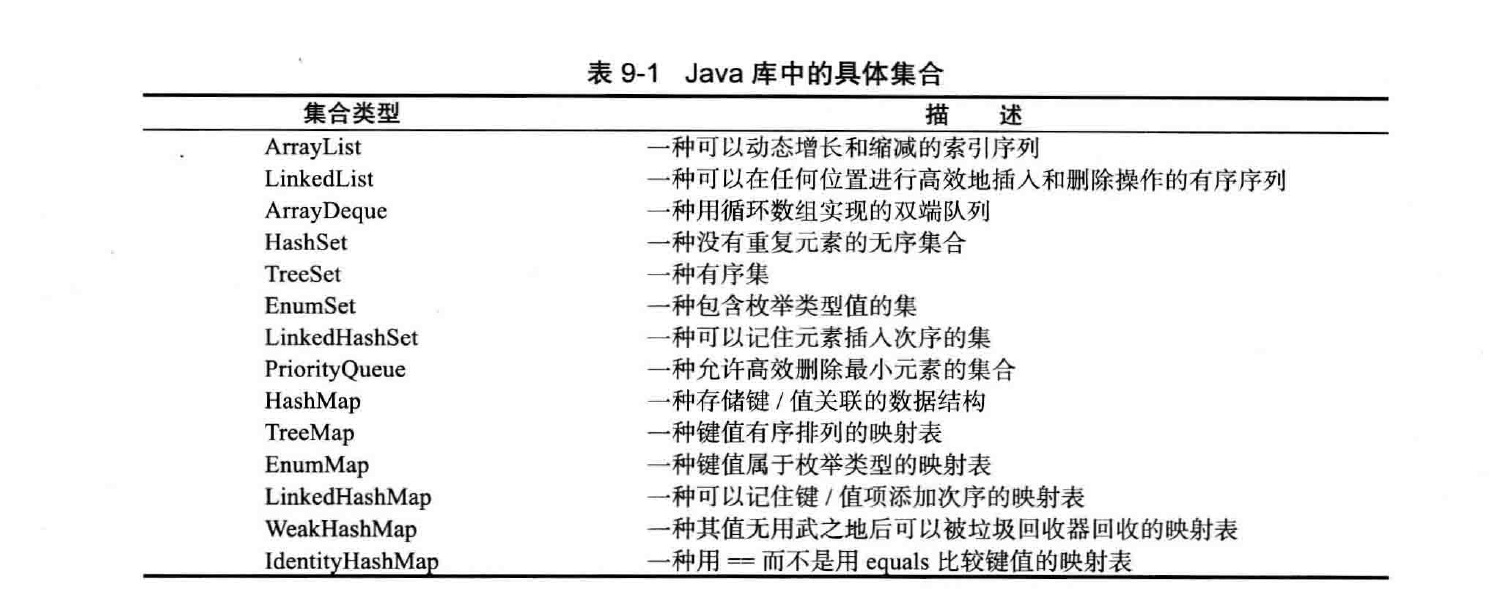 表 9-1 Java 库中的具体集合
集合类型 描 述
ArrayList 一种可以动态增长和缩减的索引序列
LinkedList 一种可以在任何位置进行高效地插入和删除操作的有序序列
ArrayDeque 一种用循环数组实现的双端队列
HashSet 一种没有重复元素的无序集合
TreeSet 一种有序集
EnumSet 一种包含枚举类型值的集
LinkedHashSet 一种可以记住元素插入次序的集
PriorityQueue 一种允许高效删除最小元素的集合
HashMap 一种存储键 / 值关联的数据结构
TreeMap 一种键值有序排列的映射表
EnumMap 一种键值属于枚举类型的映射表
LinkedHashMap 一种可以记住键 / 值项添加次序的映射表
WeakHashMap 一种其值无用武之地后可以被垃圾回收器回收的映射表
IdentityHashMap 一种用 == 而不是用 equals 比较键值的映射表